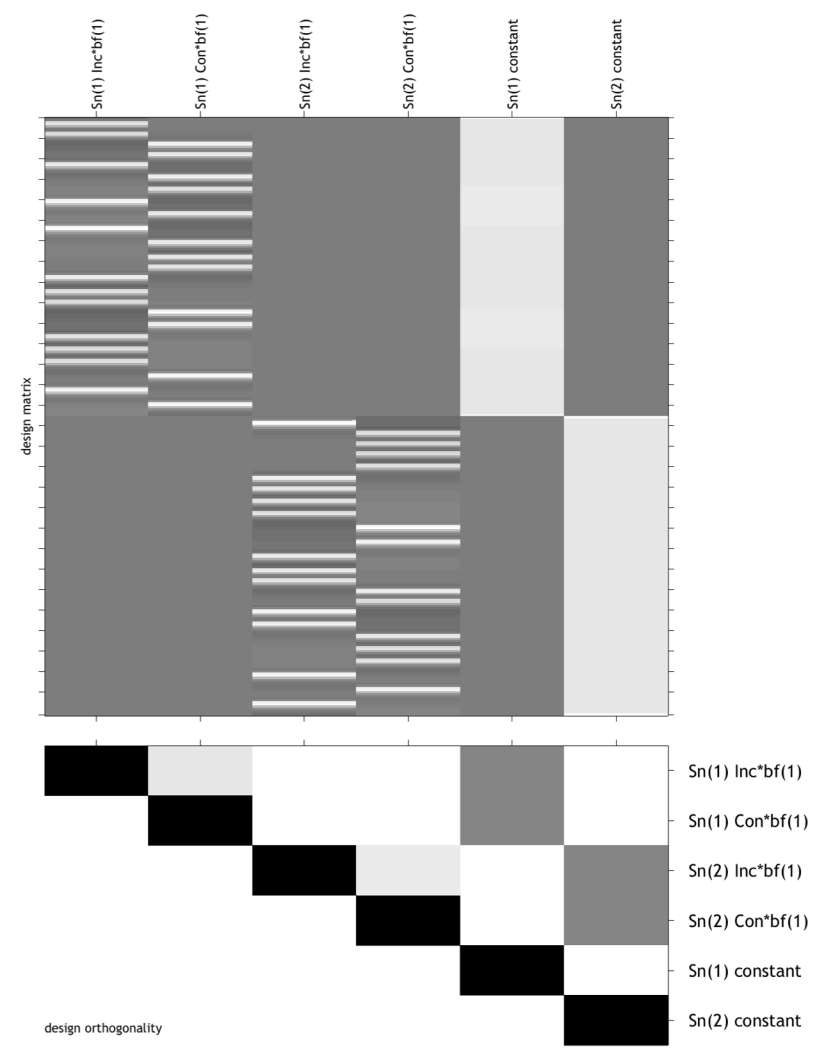 Sn(1) Inc*bf(1)
Sn(1) Con*bf(1)
Sn(2) Inc*bf(1)
Sn(2) Con*bf(1)
Sn(1) constant
Sn(2) constant
design matrix
Sn(1) Inc*bf(1)
Sn(1) Con*bf(1)
Sn(2) Inc*bf(1)
Sn(2) Con*bf(1)
Sn(1) constant
Sn(2) constant
design orthogonality